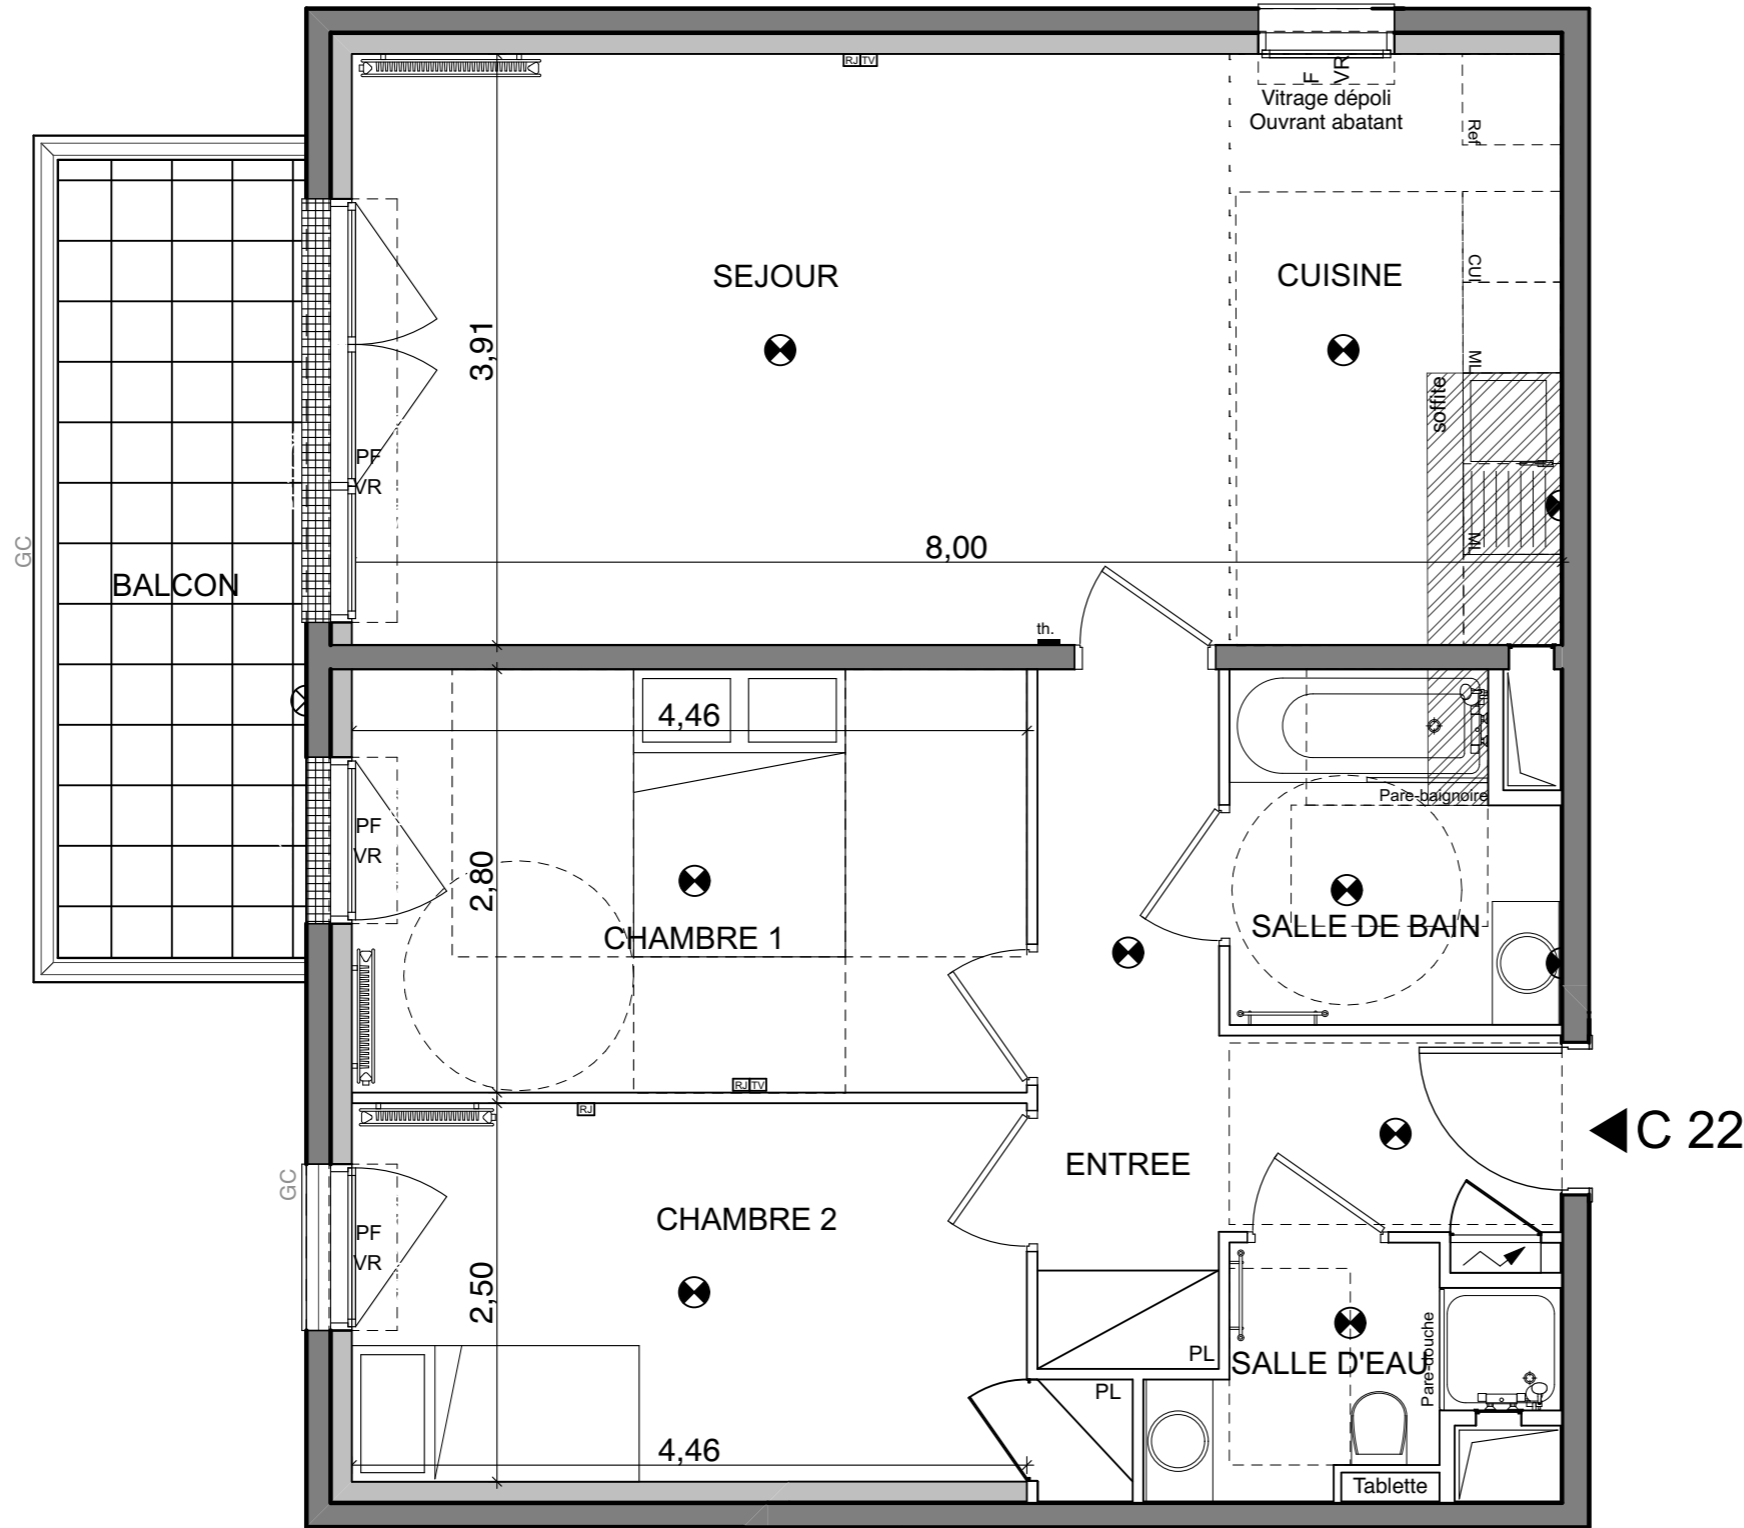 RJ TV
F
VR
Vitrage dépoli
Ouvrant abatant
Ref
SEJOUR
CUISINE
CUI
3,91
ML
soffite
PF
VR
ML
8,00
GC
BALCON
th.
4,46
Pare-baignoire
PF
VR
2,80
CHAMBRE 1
SALLE DE BAIN
RJ TV
RJ
C 22
ENTREE
GC
CHAMBRE 2
PF
VR
2,50
PL
SALLE D'EAU
Pare-douche
PL
4,46
Tablette